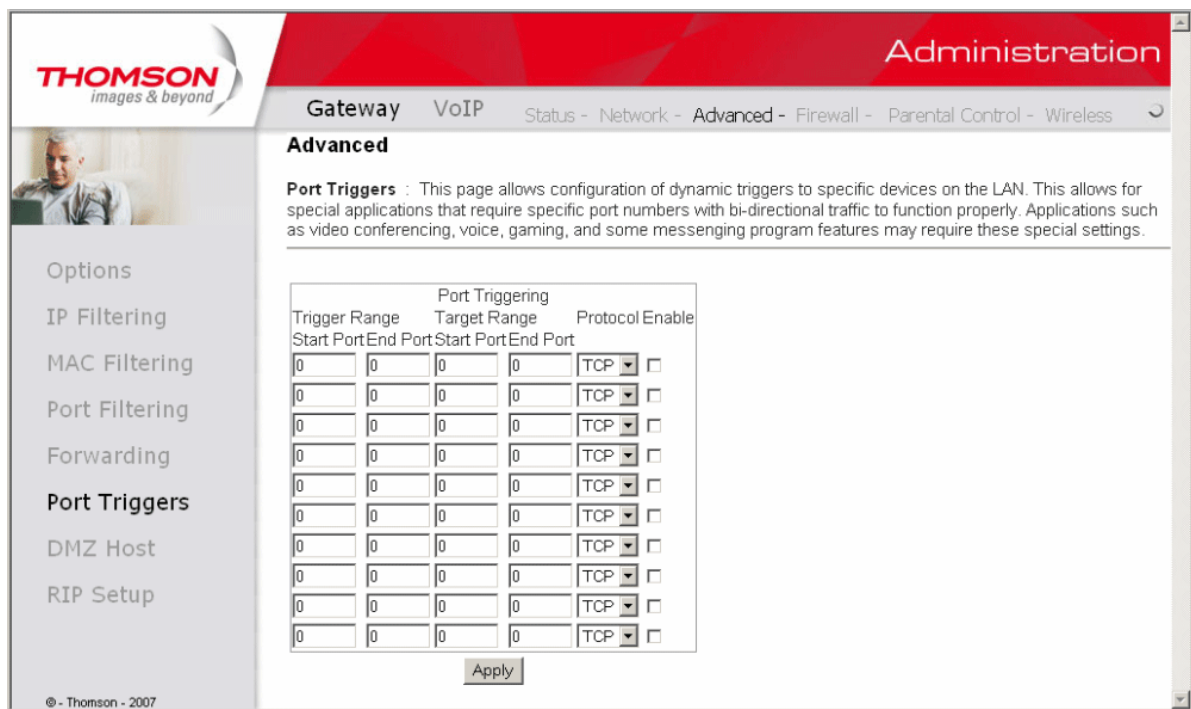 THOMSON
images & beyond
Administration
Gateway VoIP Status - Network - Advanced - Firewall - Parental Control - Wireless
Advanced
Port Triggers : This page allows configuration of dynamic triggers to specific devices on the LAN. This allows for
special applications that require specific port numbers with bi-directional traffic to function properly. Applications such
as video conferencing, voice, gaming, and some messenging program features may require these special settings.
Options
IP Filtering
MAC Filtering
Port Filtering
Forwarding
Port Triggers
DMZ Host
RIP Setup
© - Thomson - 2007
Port Triggering
Trigger Range Target Range Protocol Enable
Start Port End Port Start Port End Port
0 0 0 0 TCP
0 0 0 0 TCP
0 0 0 0 TCP
0 0 0 0 TCP
0 0 0 0 TCP
0 0 0 0 TCP
0 0 0 0 TCP
0 0 0 0 TCP
0 0 0 0 TCP
0 0 0 0 TCP
Apply